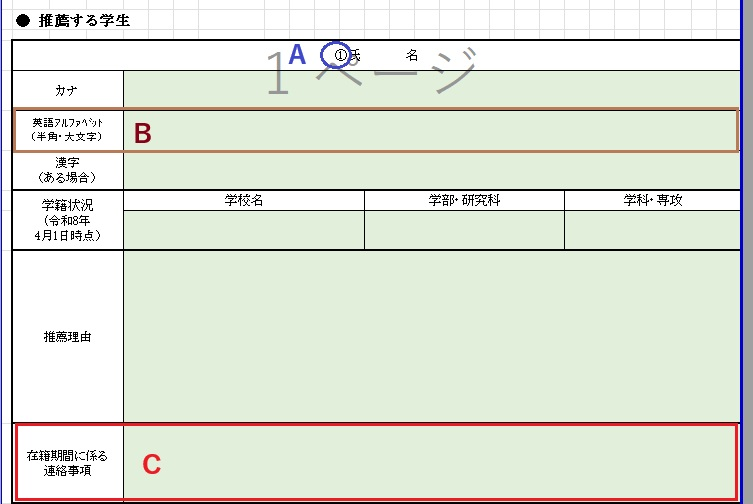 ● 推薦する学生
A ①氏 名
1 ページ
カナ
英語ｱﾙﾌｧﾍﾞｯﾄ
（半角・大文字）
B
漢字
（ある場合）
学籍状況
（令和8年
4月1日時点）
学校名 学部・研究科 学科・専攻
推薦理由
在籍期間に係る
連絡事項
C